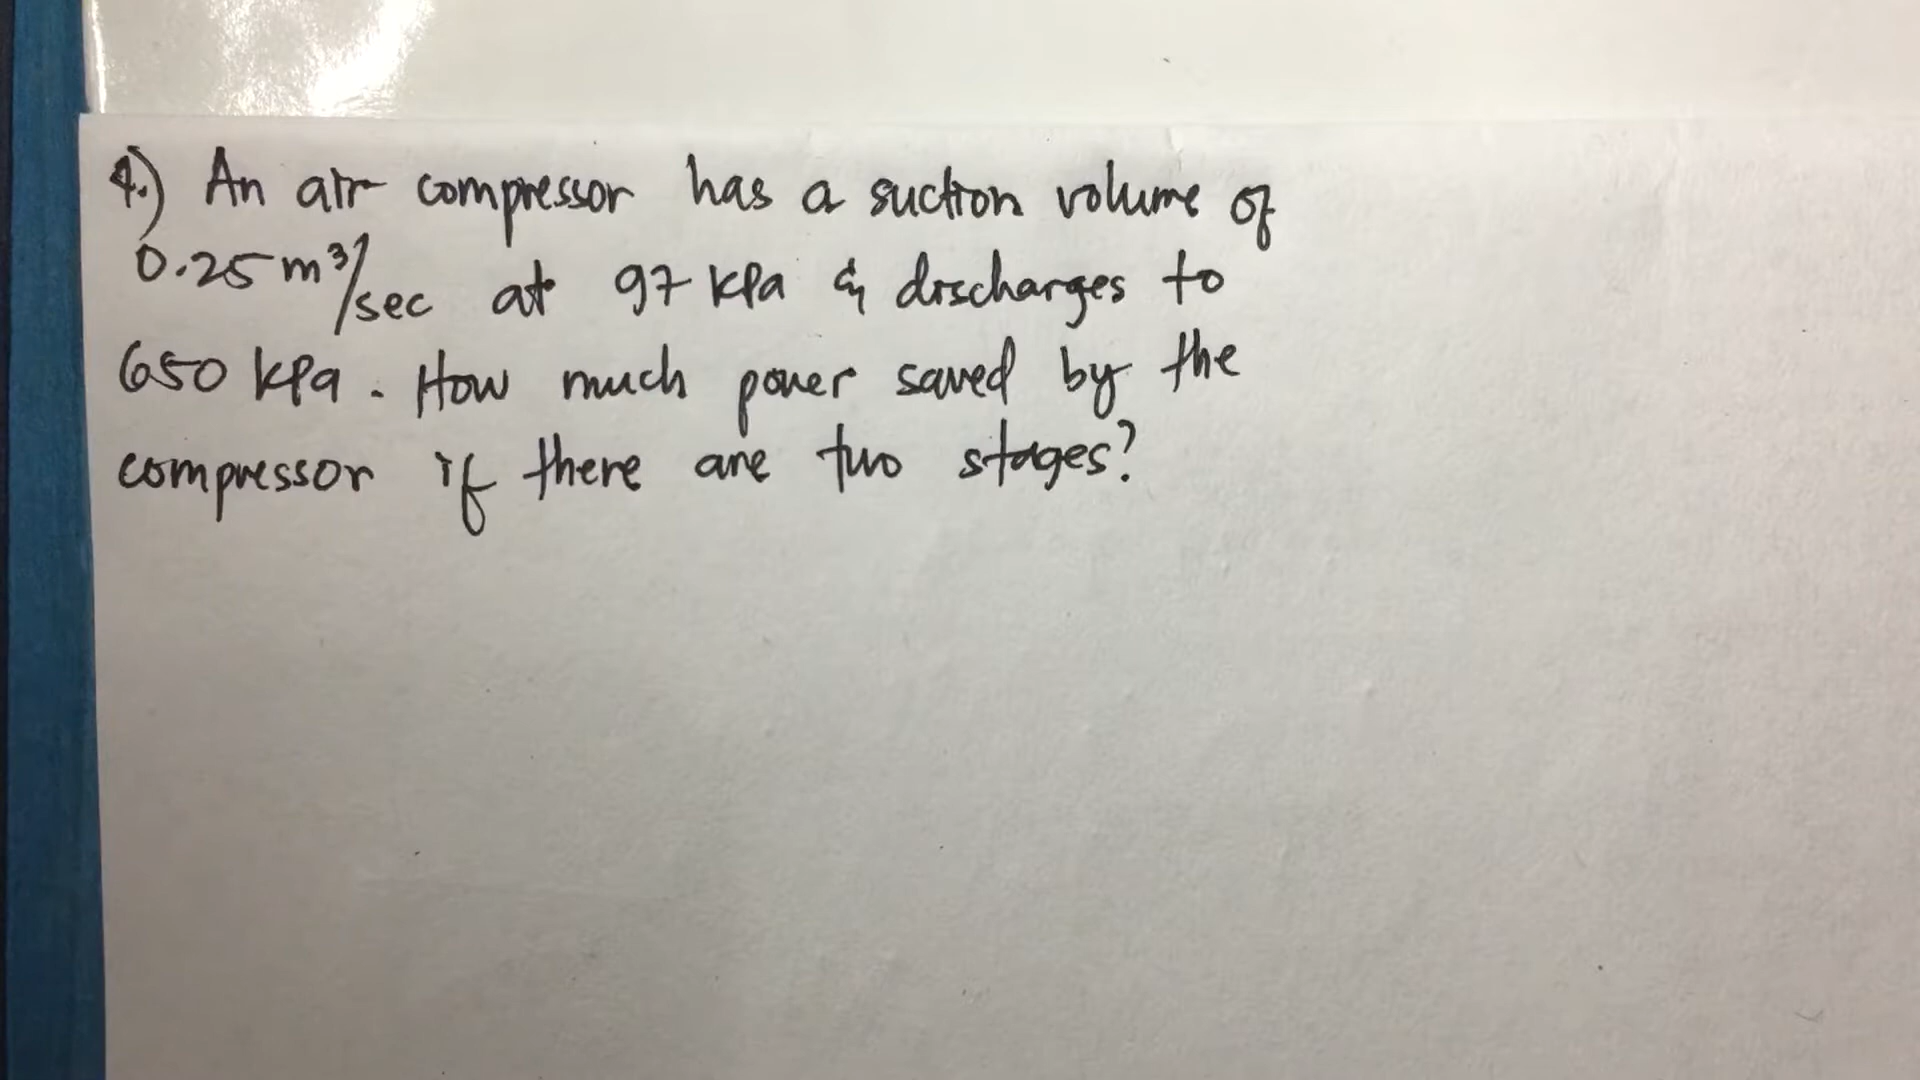 4.) An air compressor has a suction volume of
0.25 m³/sec at 97 kPa & discharges to
650 kPa. How much power saved by the
compressor if there are two stages?